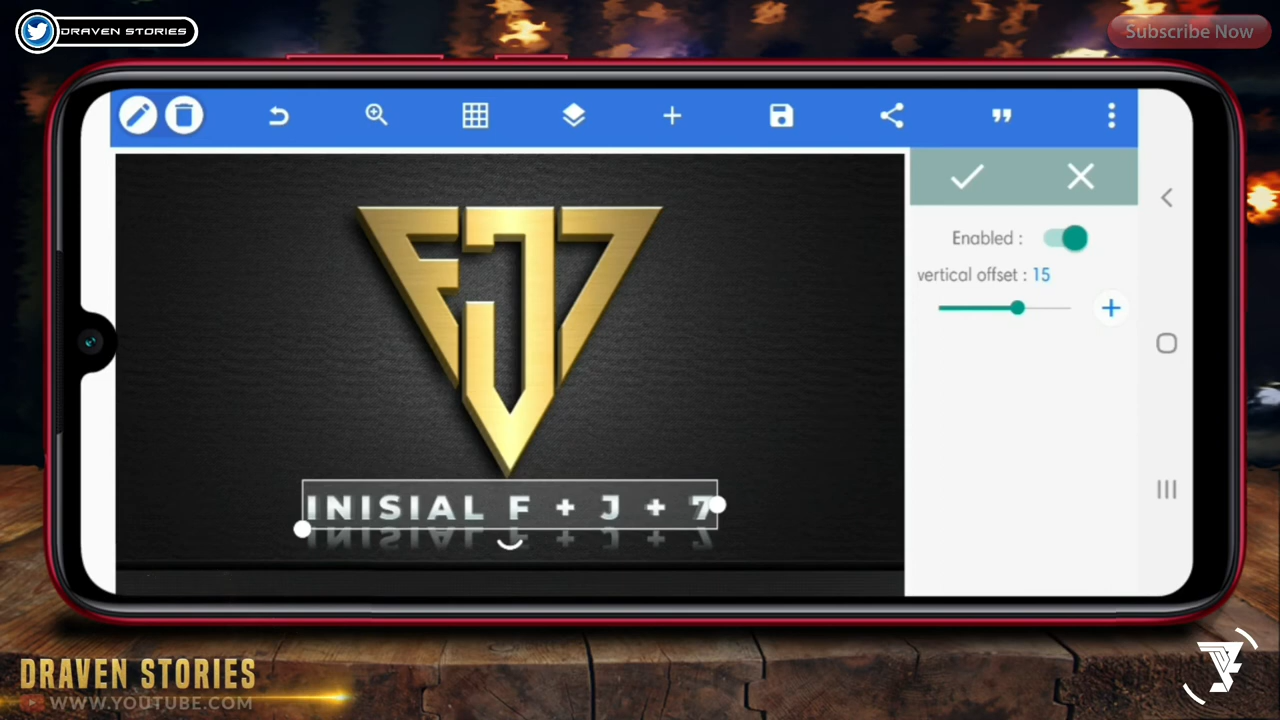 DRAVEN STORIES
Subscribe Now
Enabled :
vertical offset : 15
FJ7
INISIAL F + J + 7
DRAVEN STORIES
WWW.YOUTUBE.COM